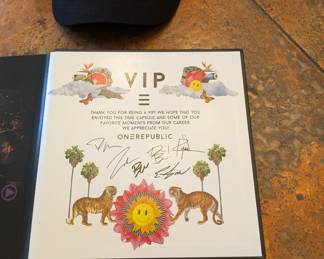 VIP
THANK YOU FOR BEING A VIP! WE HOPE THAT YOU
ENJOYED THIS TIME CAPSULE AND SOME OF OUR
FAVORITE MOMENTS FROM OUR CAREER.
WE APPRECIATE YOU!
ONEREPUBLIC